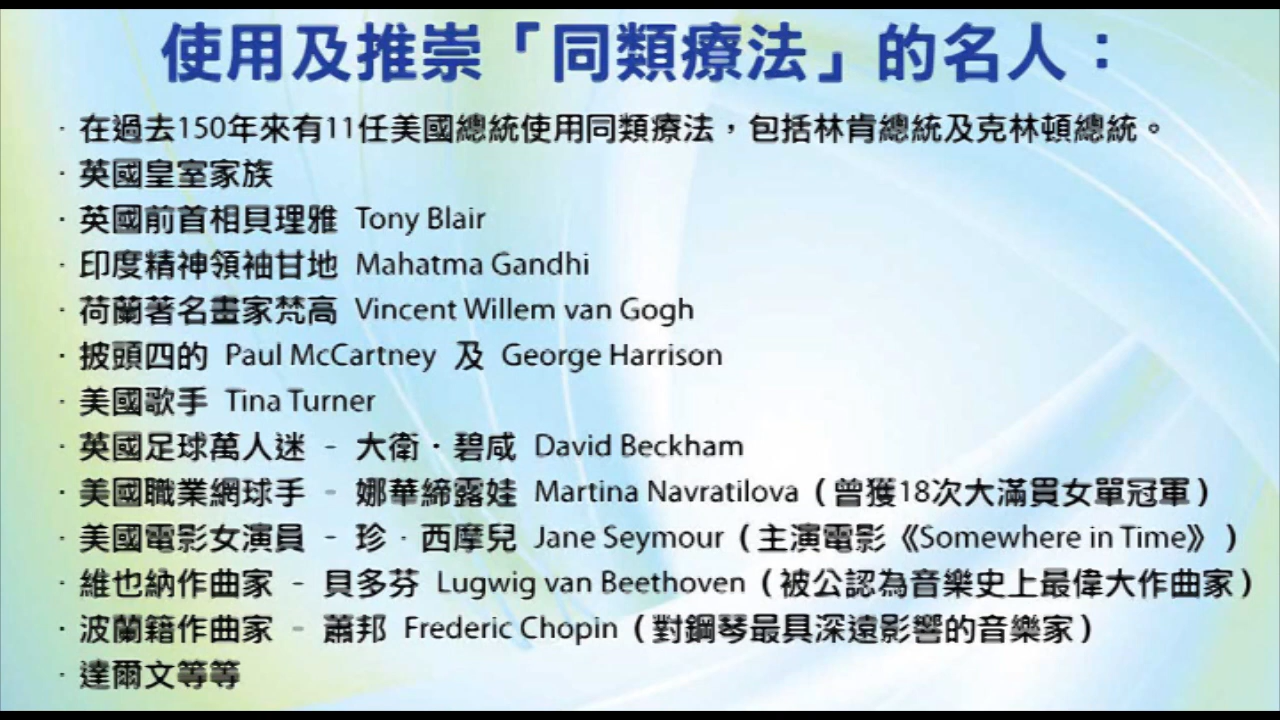 使用及推崇「同類療法」的名人：
· 在過去150年來有11任美國總統使用同類療法，包括林肯總統及克林頓總統。
· 英國皇室家族
· 英國前首相貝理雅 Tony Blair
· 印度精神領袖甘地 Mahatma Gandhi
· 荷蘭著名畫家梵高 Vincent Willem van Gogh
· 披頭四的 Paul McCartney 及 George Harrison
· 美國歌手 Tina Turner
· 英國足球萬人迷 - 大衛·碧咸 David Beckham
· 美國職業網球手 - 娜華締露娃 Martina Navratilova（曾獲18次大滿貫女單冠軍）
· 美國電影女演員 - 珍·西摩兒 Jane Seymour（主演電影《Somewhere in Time》）
· 維也納作曲家 - 貝多芬 Lugwig van Beethoven（被公認為音樂史上最偉大作曲家）
· 波蘭籍作曲家 - 蕭邦 Frederic Chopin（對鋼琴最具深遠影響的音樂家）
· 達爾文等等